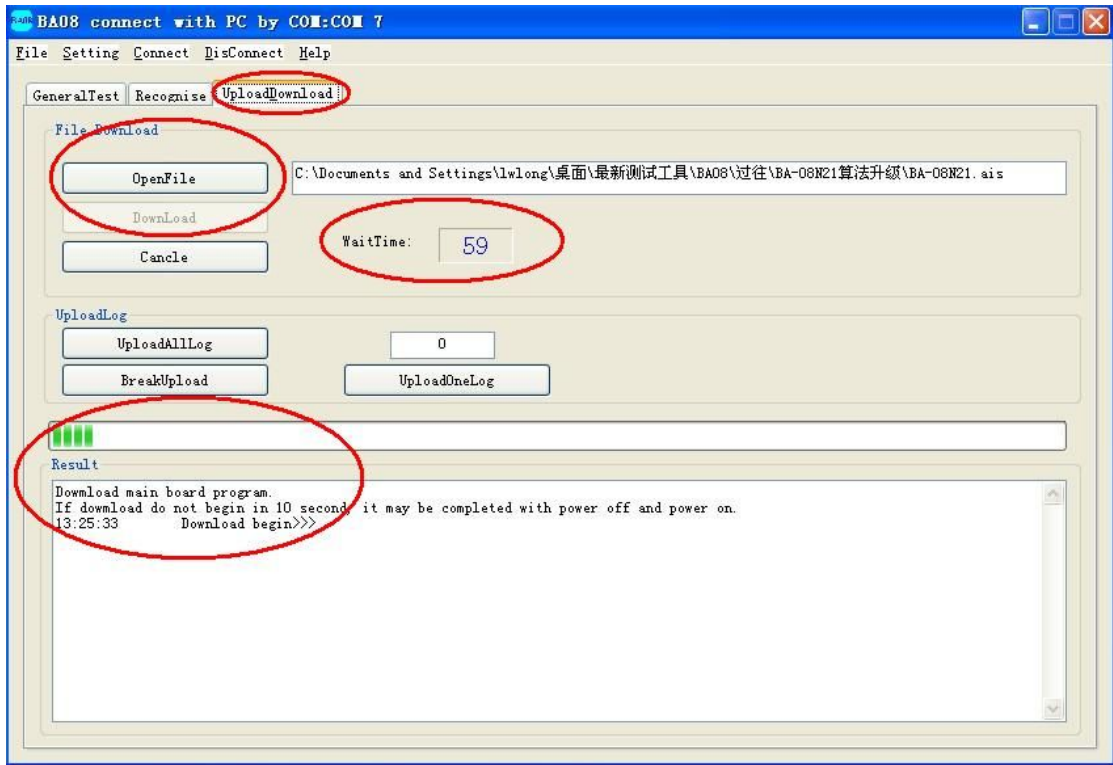 BA08 BA08 connect with PC by COM:COM 7
File Setting Connect DisConnect Help
GeneralTest Recognise UploadDownload
File Download
OpenFile C:\Documents and Settings\lwlong\桌面\最新测试工具\BA08\过往\BA-08N21算法升级\BA-08N21.ais
DownLoad
WaitTime: 59
Cancle
UploadLog
UploadAllLog 0
BreakUpload UploadOneLog
Result
Download main board program.
If download do not begin in 10 second, it may be completed with power off and power on.
13:25:33 Download begin>>>